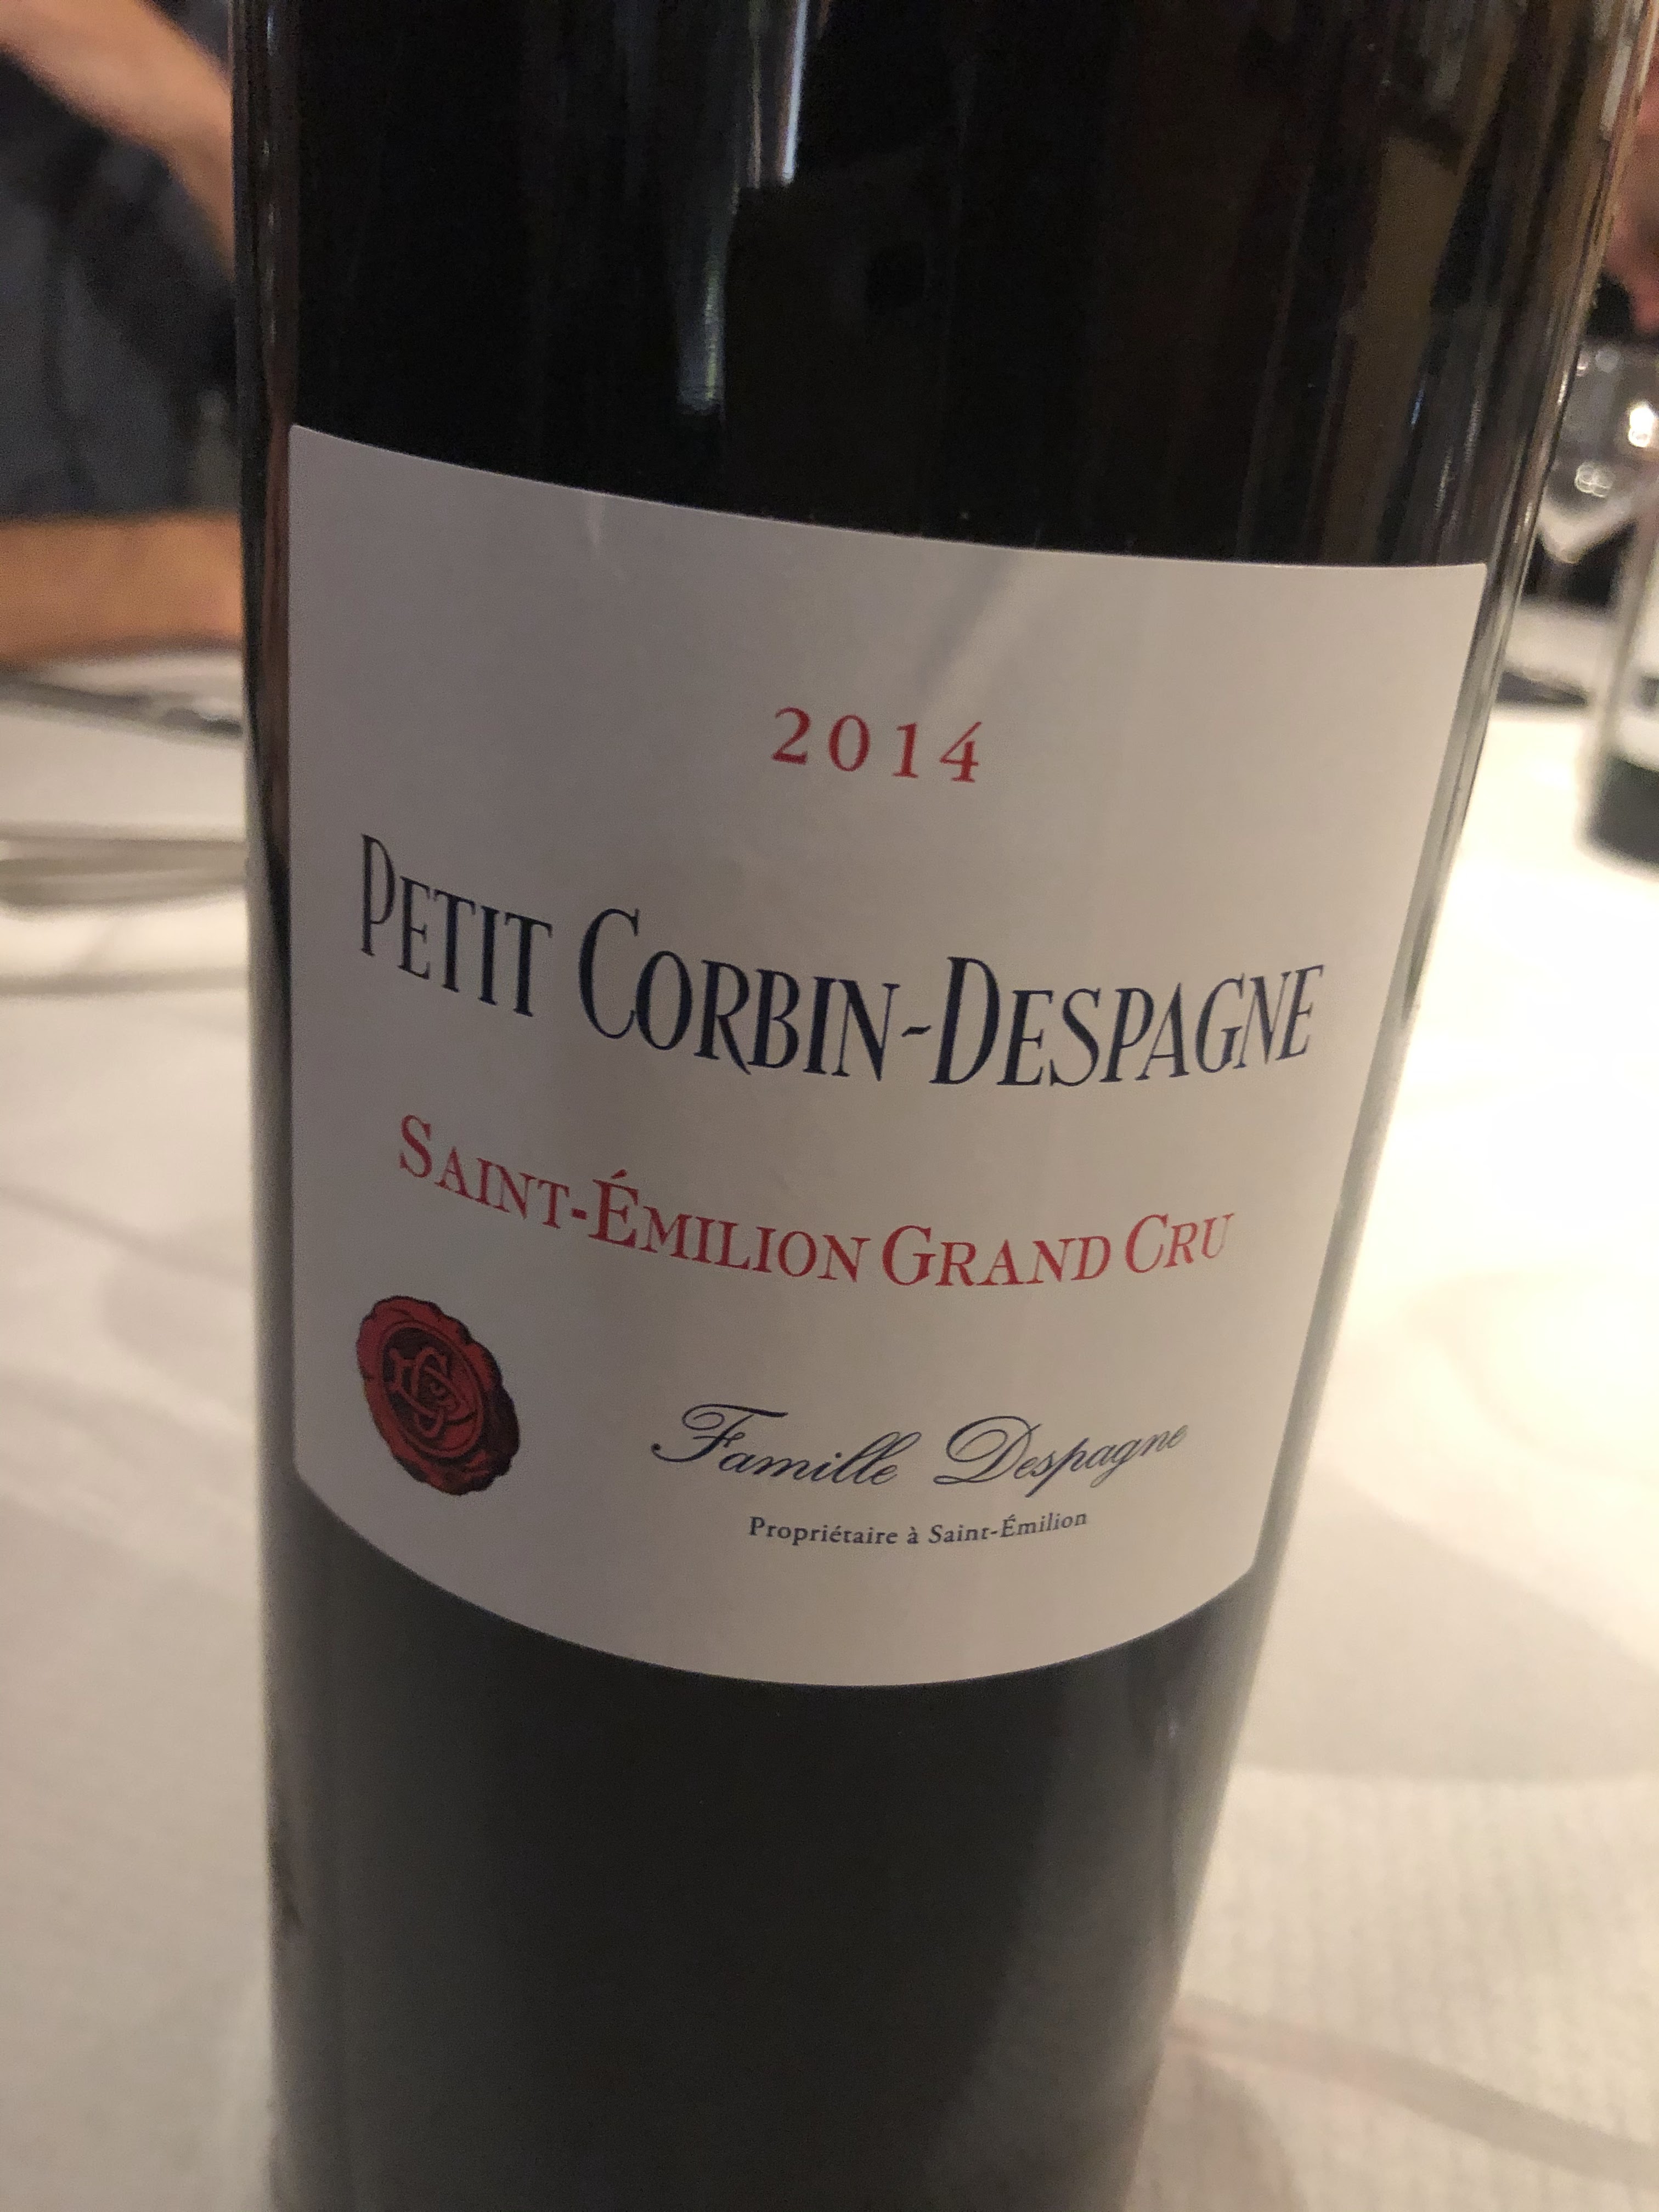 2014
PETIT CORBIN-DESPAGNE
SAINT-ÉMILION GRAND CRU
Famille Despagne
Propriétaire à Saint-Émilion